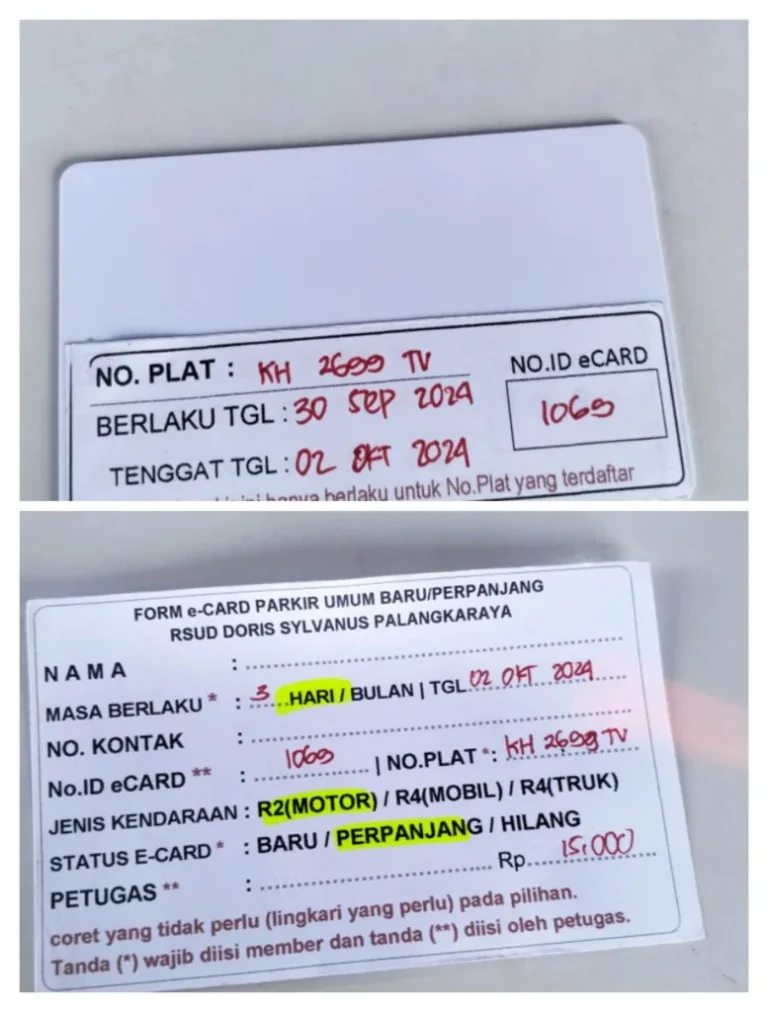 NO. PLAT : KH 2699 TV
NO.ID eCARD
BERLAKU TGL : 30 SEP 2024
1069
TENGGAT TGL : 02 OKT 2024
ini hanya berlaku untuk No.Plat yang terdaftar
FORM e-CARD PARKIR UMUM BARU/PERPANJANG
RSUD DORIS SYLVANUS PALANGKARAYA
NAMA : ........................
MASA BERLAKU * : 3 HARI / BULAN | TGL 02 OKT 2024
NO. KONTAK : ........................
No.ID eCARD ** : 1069 | NO.PLAT *: KH 2699 TV
JENIS KENDARAAN : R2(MOTOR) / R4(MOBIL) / R4(TRUK)
STATUS E-CARD * : BARU / PERPANJANG / HILANG
PETUGAS ** : ........................ Rp. 15.000
coret yang tidak perlu (lingkari yang perlu) pada pilihan.
Tanda (*) wajib diisi member dan tanda (**) diisi oleh petugas.